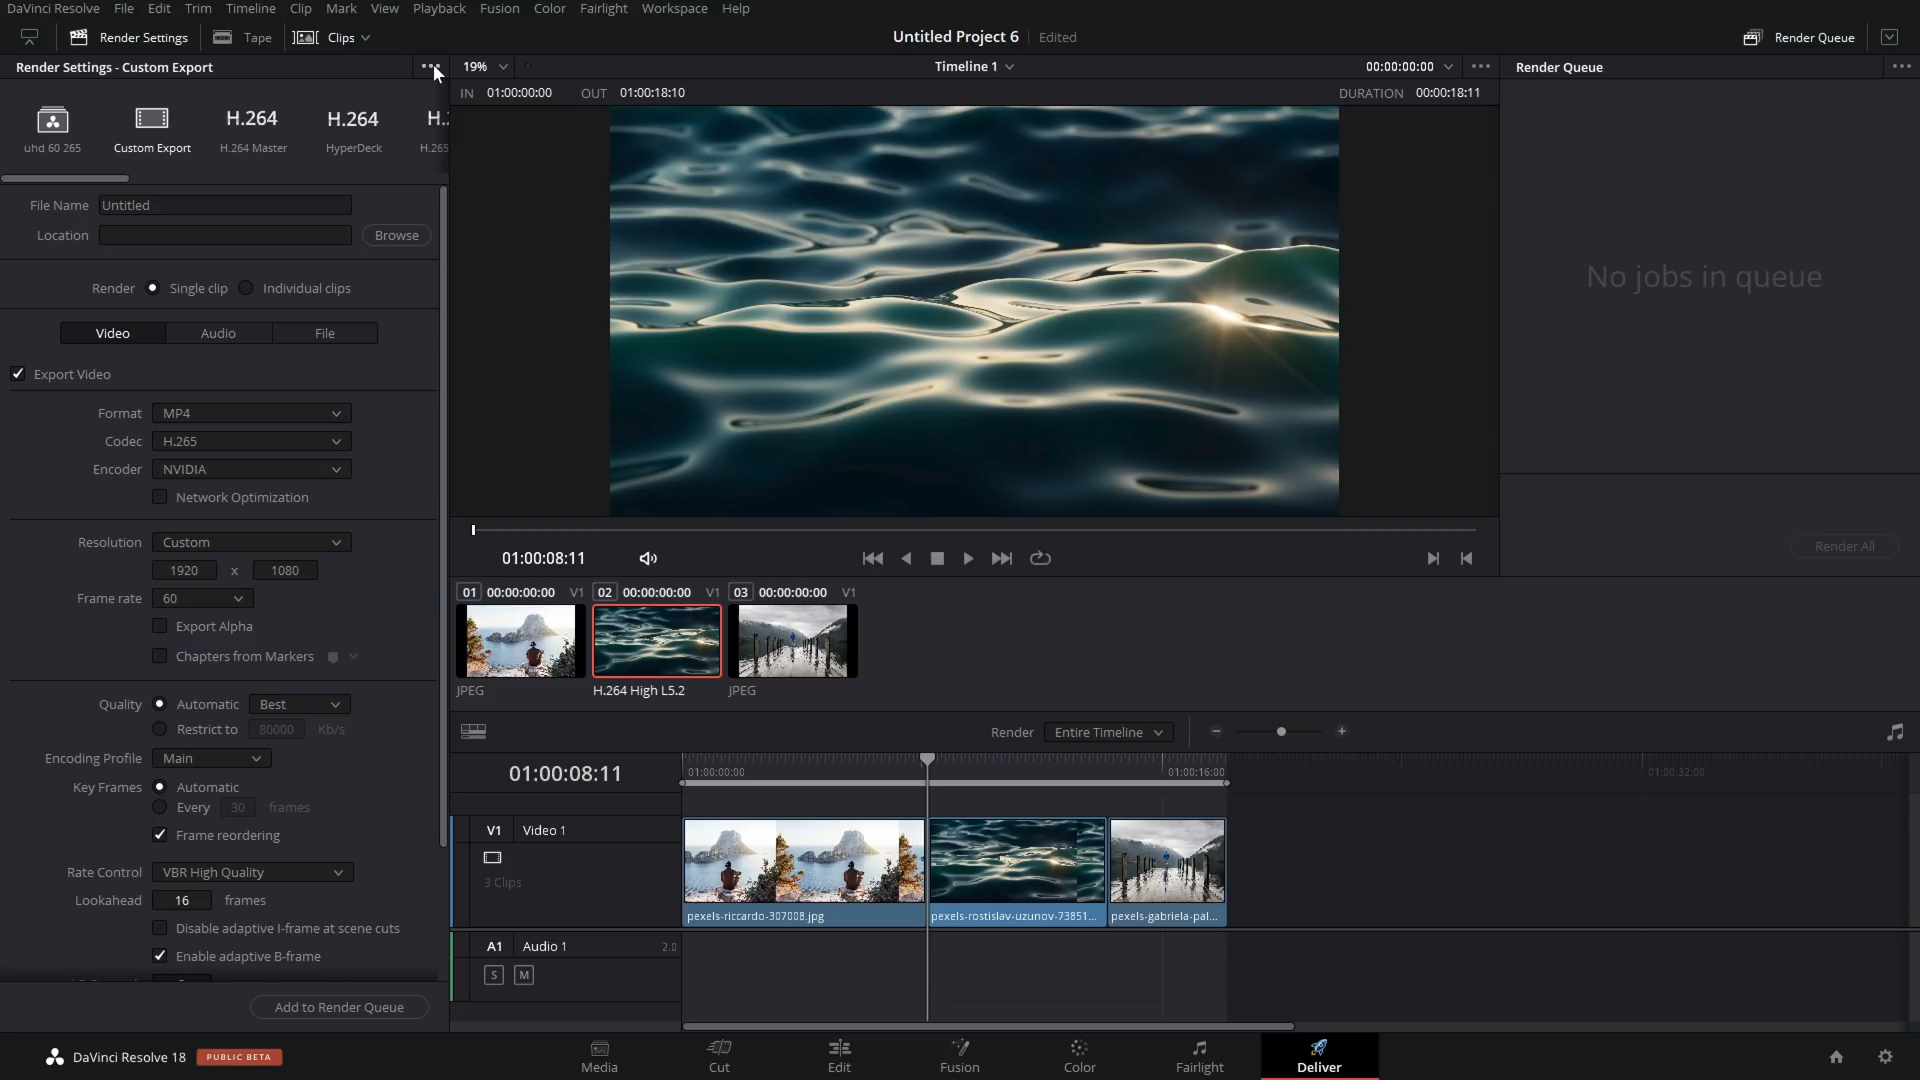 DaVinci Resolve File Edit Trim Timeline Clip Mark View Playback Fusion Color Fairlight Workspace Help
Render Settings Tape Clips Untitled Project 6 Edited Render Queue
Render Settings - Custom Export 19% Timeline 1 00:00:00:00 Render Queue
IN 01:00:00:00 OUT 01:00:18:10 DURATION 00:00:18:11
H.264 H.264
uhd 60 265 Custom Export H.264 Master HyperDeck H.265
File Name Untitled
Location Browse
No jobs in queue
Render Single clip Individual clips
Video Audio File
Export Video
Format MP4
Codec H.265
Encoder NVIDIA
Network Optimization
Resolution Custom
1920 x 1080
Render All
01:00:08:11
Frame rate 60
01 00:00:00:00 V1 02 00:00:00:00 V1 03 00:00:00:00 V1
Export Alpha
Chapters from Markers
JPEG H.264 High L5.2 JPEG
Quality Automatic Best
Restrict to 80000 Kb/s
Render Entire Timeline
Encoding Profile Main
01:00:08:11 01:00:00:00 01:00:16:00 01:00:32:00
Key Frames Automatic
Every 30 frames
Frame reordering
V1 Video 1
Rate Control VBR High Quality
3 Clips
Lookahead 16 frames
pexels-riccardo-307008.jpg pexels-rostislav-uzunov-73851... pexels-gabriela-pal...
Disable adaptive I-frame at scene cuts
A1 Audio 1 2.0
Enable adaptive B-frame
S M
Add to Render Queue
DaVinci Resolve 18 PUBLIC BETA
Media Cut Edit Fusion Color Fairlight Deliver